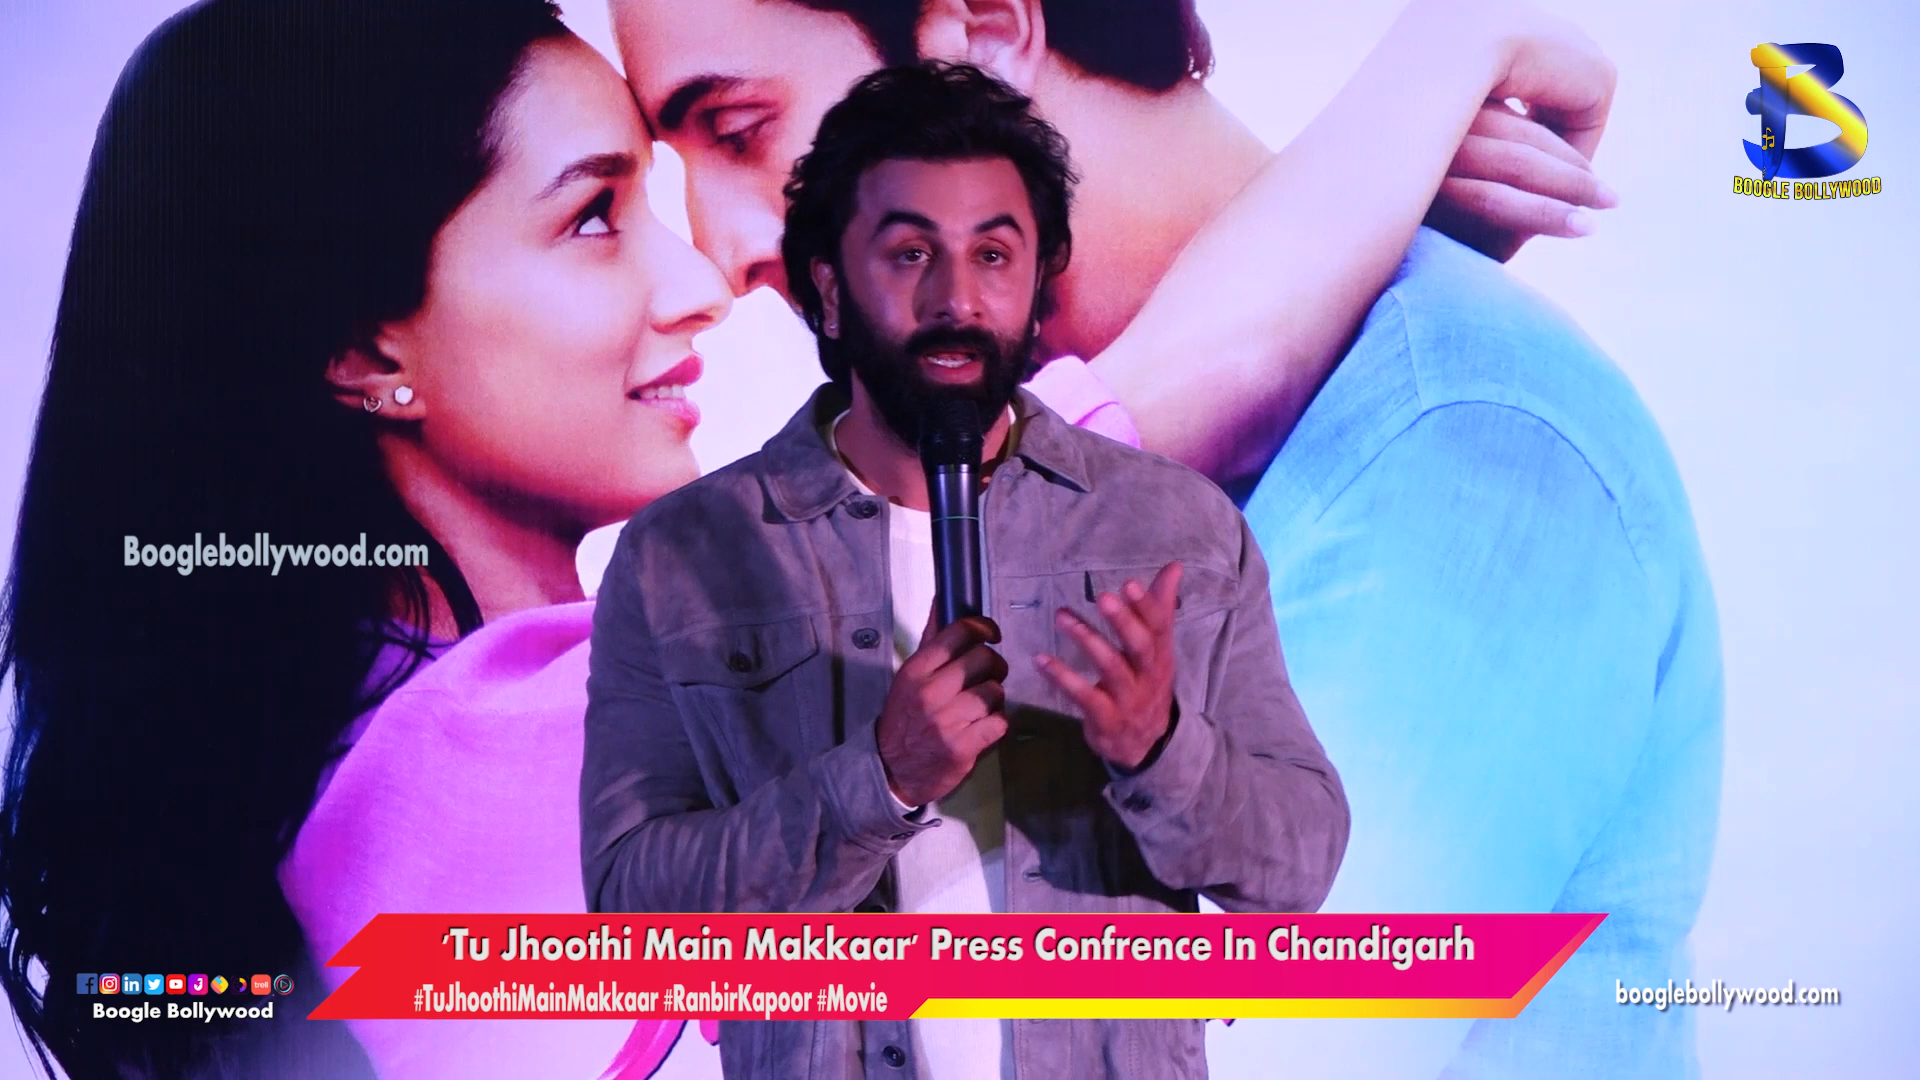 BOOGLE BOLLYWOOD
Booglebollywood.com
'Tu Jhoothi Main Makkaar' Press Confrence In Chandigarh
#TuJhoothiMainMakkaar #RanbirKapoor #Movie
Boogle Bollywood
booglebollywood.com